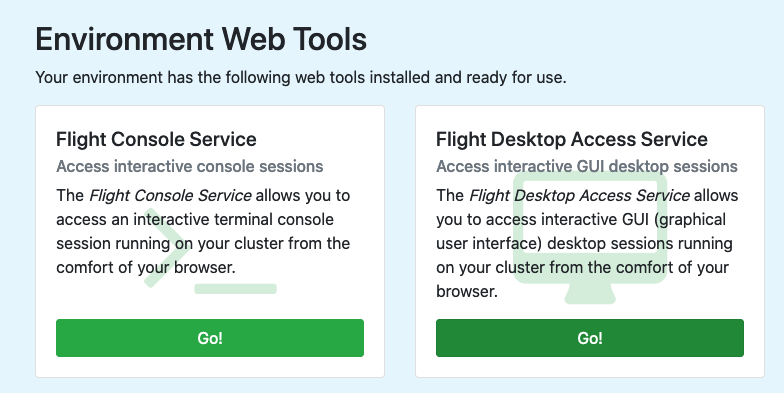 Environment Web Tools
Your environment has the following web tools installed and ready for use.
Flight Console Service
Access interactive console sessions
The Flight Console Service allows you to
access an interactive terminal console
session running on your cluster from the
comfort of your browser.
Go!
Flight Desktop Access Service
Access interactive GUI desktop sessions
The Flight Desktop Access Service allows
you to access interactive GUI (graphical
user interface) desktop sessions running
on your cluster from the comfort of your
browser.
Go!